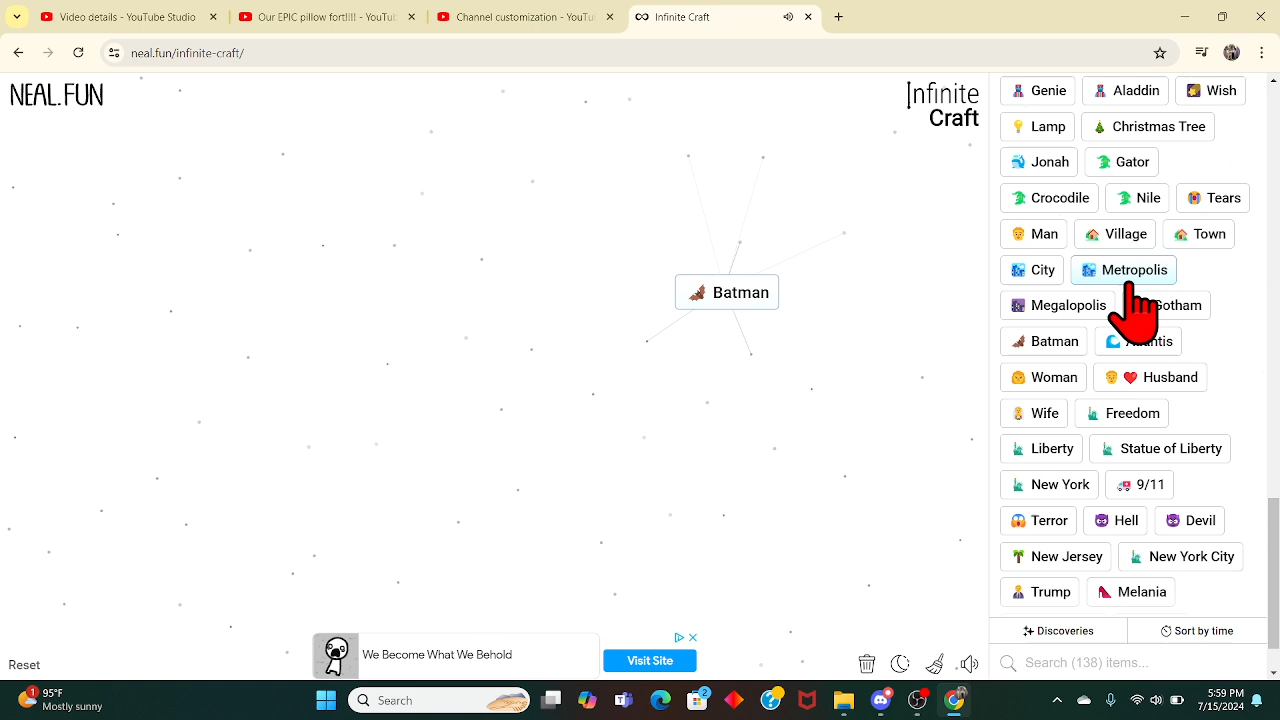 Video details - YouTube Studio
Our EPIC pillow fort!!!! - YouTub
Channel customization - YouTu
Infinite Craft
neal.fun/infinite-craft/
NEAL.FUN
Infinite
Craft
Genie
Aladdin
Wish
Lamp
Christmas Tree
Jonah
Gator
Crocodile
Nile
Tears
Man
Village
Town
City
Metropolis
Batman
Megalopolis
Batman
Woman
Husband
Wife
Freedom
Liberty
Statue of Liberty
New York
9/11
Terror
Hell
Devil
New Jersey
New York City
Trump
Melania
Discoveries
Sort by time
We Become What We Behold
Visit Site
Reset
Search (138) items...
1
95°F
Mostly sunny
Search
2
5:59 PM
7/15/2024